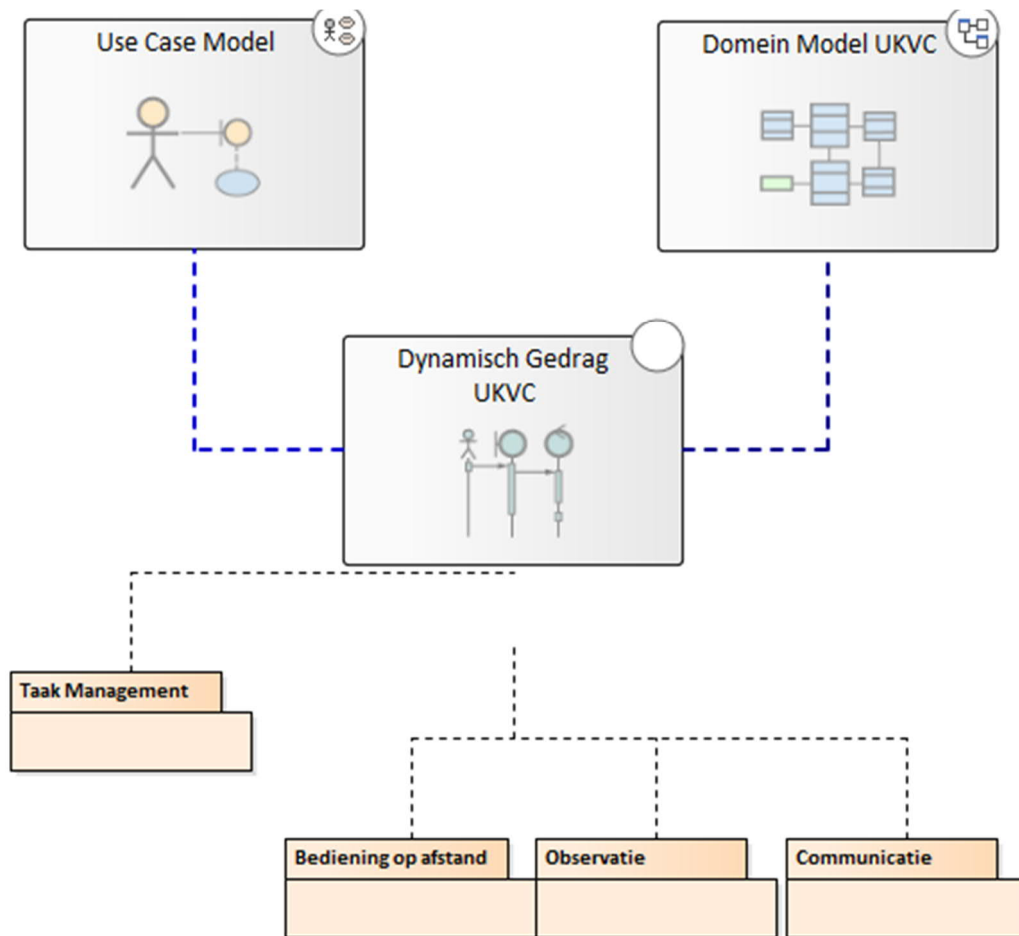 Use Case Model
Domein Model UKVC
Dynamisch Gedrag
UKVC
Taak Management
Bediening op afstand
Observatie
Communicatie